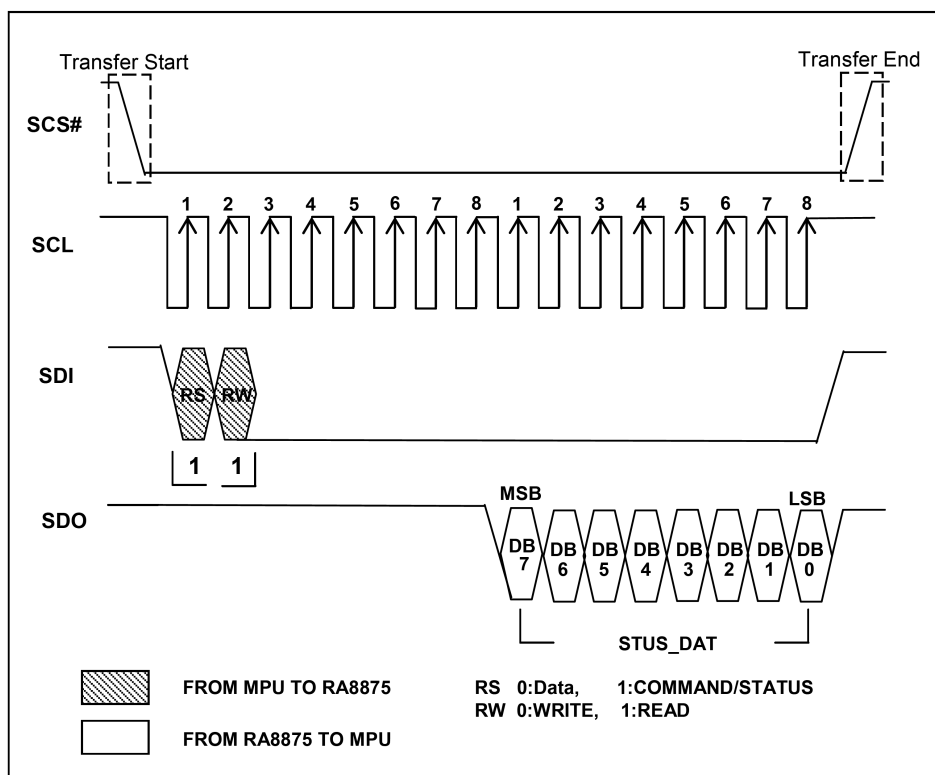 Transfer Start
Transfer End
SCS#
1 2 3 4 5 6 7 8 1 2 3 4 5 6 7 8
SCL
SDI
RS RW
1 1
MSB
LSB
SDO
DB 7
DB 6
DB 5
DB 4
DB 3
DB 2
DB 1
DB 0
STUS_DAT
FROM MPU TO RA8875
RS 0:Data, 1:COMMAND/STATUS
RW 0:WRITE, 1:READ
FROM RA8875 TO MPU